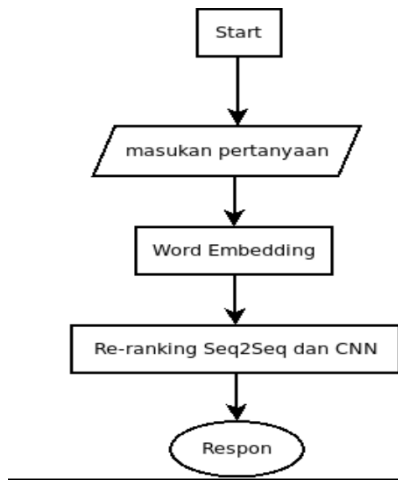 Start
masukan pertanyaan
Word Embedding
Re-ranking Seq2Seq dan CNN
Respon